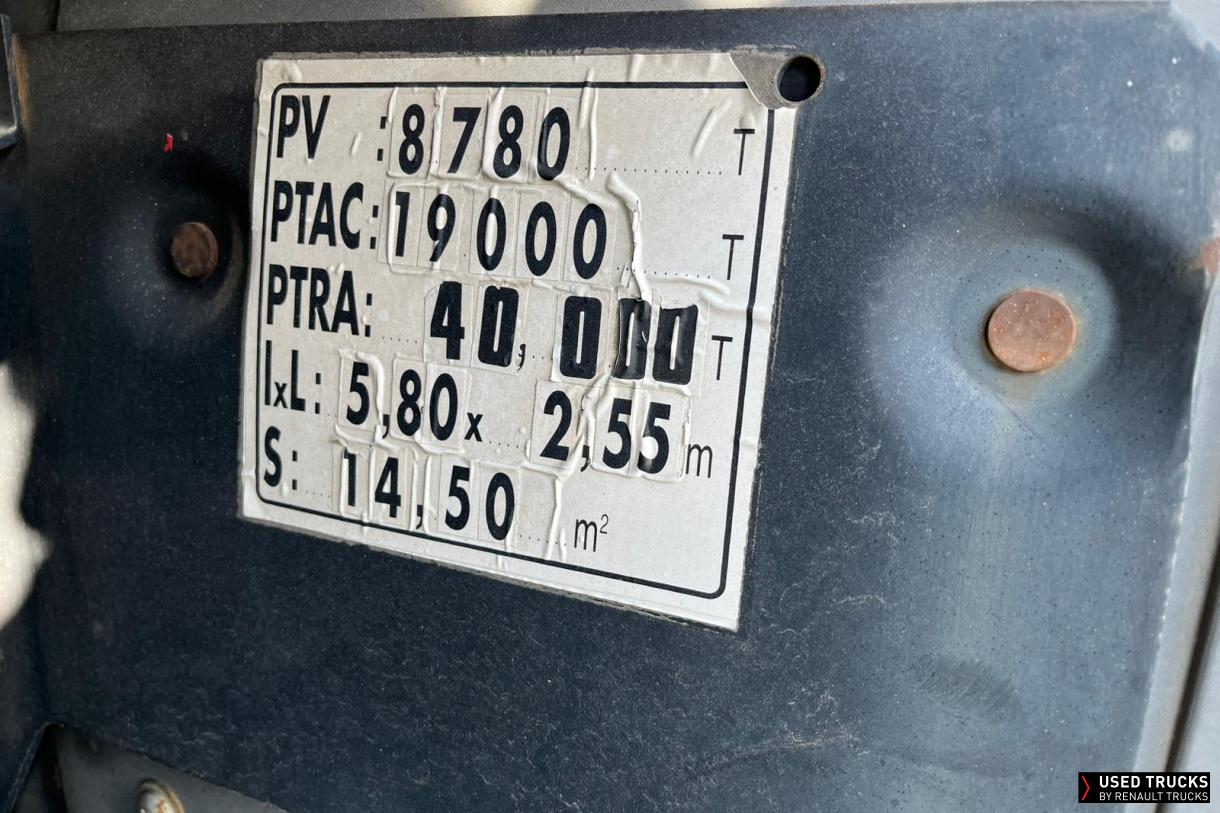 PV : 8780 T
PTAC: 19000 T
PTRA: 40,000 T
lxL: 5,80 x 2,55 m
S: 14,50 m²
USED TRUCKS
BY RENAULT TRUCKS